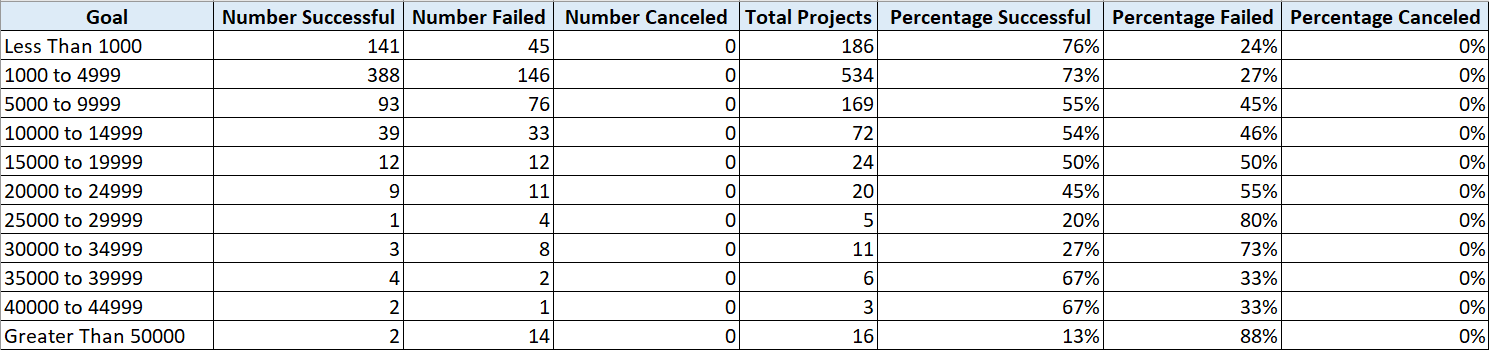 Goal Number Successful Number Failed Number Canceled Total Projects Percentage Successful Percentage Failed Percentage Canceled
Less Than 1000 141 45 0 186 76% 24% 0%
1000 to 4999 388 146 0 534 73% 27% 0%
5000 to 9999 93 76 0 169 55% 45% 0%
10000 to 14999 39 33 0 72 54% 46% 0%
15000 to 19999 12 12 0 24 50% 50% 0%
20000 to 24999 9 11 0 20 45% 55% 0%
25000 to 29999 1 4 0 5 20% 80% 0%
30000 to 34999 3 8 0 11 27% 73% 0%
35000 to 39999 4 2 0 6 67% 33% 0%
40000 to 44999 2 1 0 3 67% 33% 0%
Greater Than 50000 2 14 0 16 13% 88% 0%